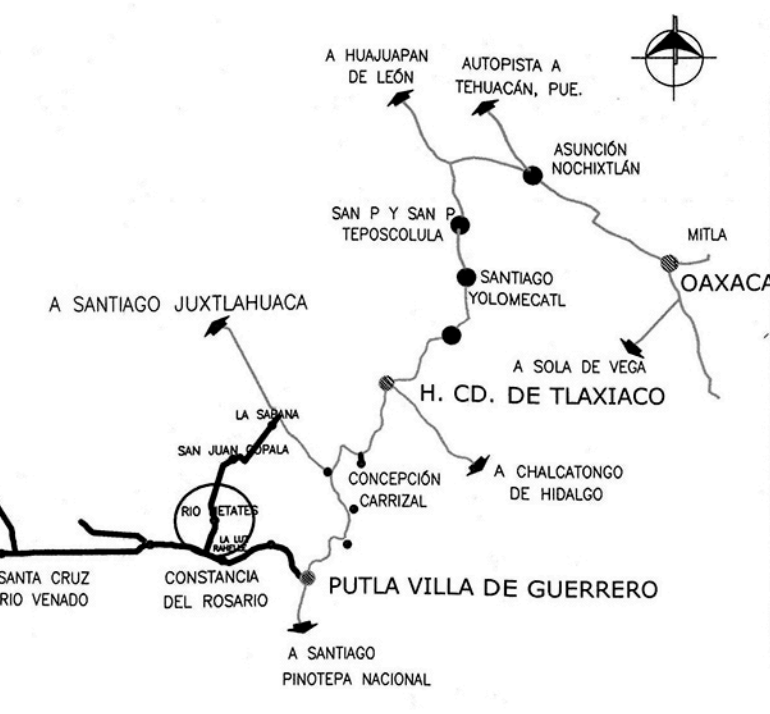 A HUAJUAPAN
DE LEÓN
AUTOPISTA A
TEHUACÁN, PUE.
ASUNCIÓN
NOCHIXTLÁN
SAN P Y SAN P
TEPOSCOLULA
MITLA
SANTIAGO
YOLOMECATL
OAXACA
A SANTIAGO JUXTLAHUACA
A SOLA DE VEGA
H. CD. DE TLAXIACO
LA SABANA
SAN JUAN COPALA
CONCEPCIÓN
CARRIZAL
A CHALCATONGO
DE HIDALGO
RIO METATES
LA LUZ
SANTA CRUZ
RIO VENADO
CONSTANCIA
DEL ROSARIO
PUTLA VILLA DE GUERRERO
A SANTIAGO
PINOTEPA NACIONAL